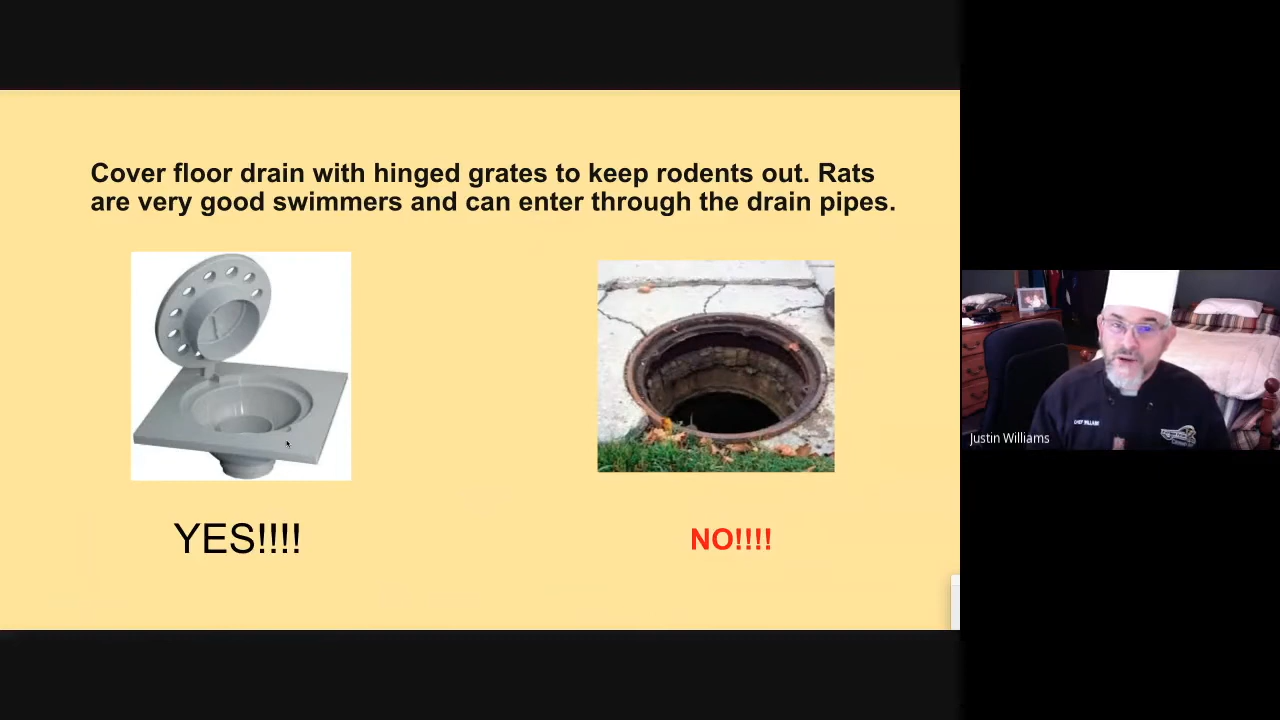 Cover floor drain with hinged grates to keep rodents out. Rats
are very good swimmers and can enter through the drain pipes.
YES!!!!
NO!!!!
Justin Williams